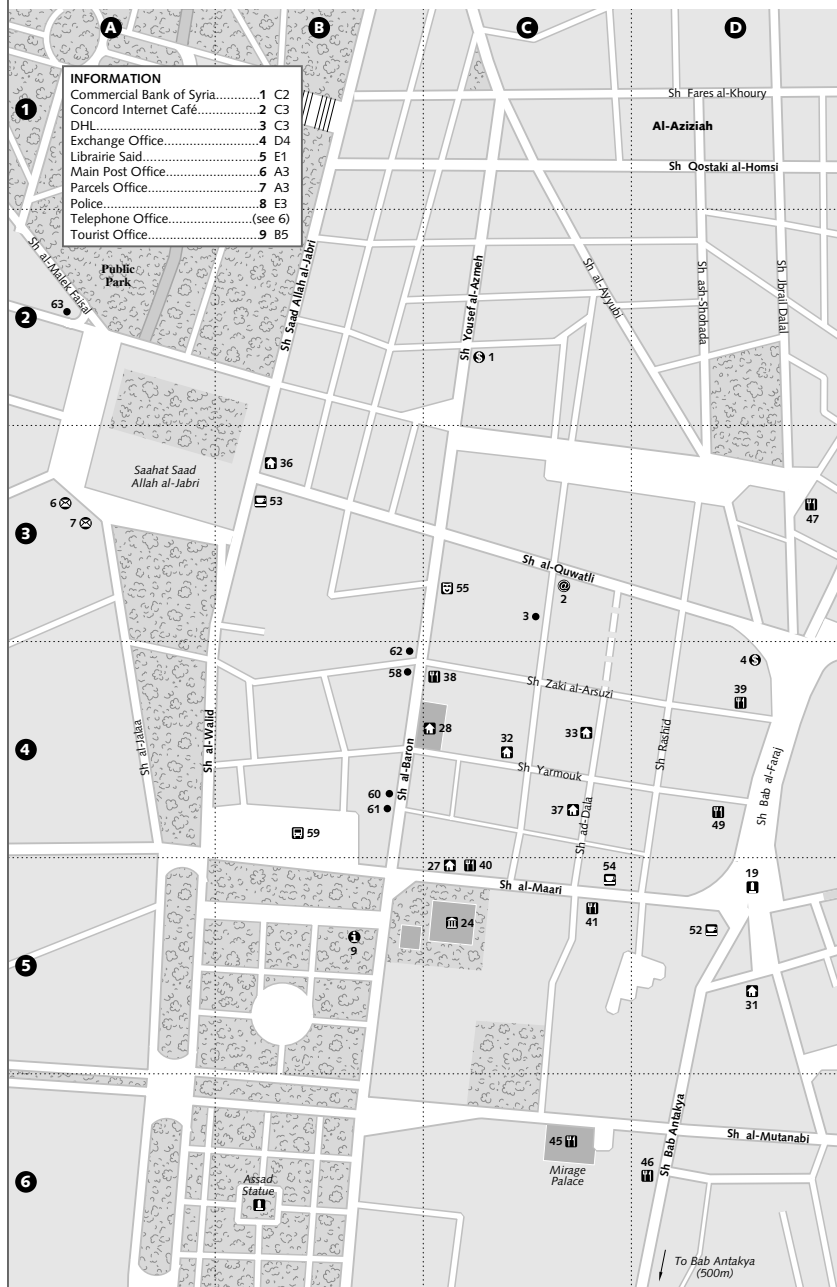 A
B
C
D
1
2
3
4
5
6
INFORMATION
Commercial Bank of Syria..........1 C2
Concord Internet Café...............2 C3
DHL..........................................3 C3
Exchange Office........................4 D4
Librairie Said.............................5 E1
Main Post Office.......................6 A3
Parcels Office............................7 A3
Police........................................8 E3
Telephone Office..................(see 6)
Tourist Office............................9 B5
Sh Fares al-Khoury
Al-Aziziah
Sh Qostaki al-Homsi
Sh al-Malek Faisal
Public
Park
63
Sh Saad Allah al-Jabri
Sh Yousef al-Azmeh
Sh al-Ayyubi
Sh ash-Shohada
Sh Jbrail Dalal
1
Saahat Saad
Allah al-Jabri
36
53
6
7
47
Sh al-Quwatli
55
2
3
62
58
38
4
39
Sh Zaki al-Arsuzi
28
32
33
Sh al-Jalaa
Sh al-Walid
Sh al-Baron
Sh Yarmouk
Sh Rashid
Sh Bab al-Faraj
60
61
37
Sh ad-Dala
49
59
27
40
54
19
Sh al-Maari
24
41
52
9
31
Sh Bab Antakya
Sh al-Mutanabi
45
Mirage
Palace
46
Assad
Statue
To Bab Antakya
(500m)